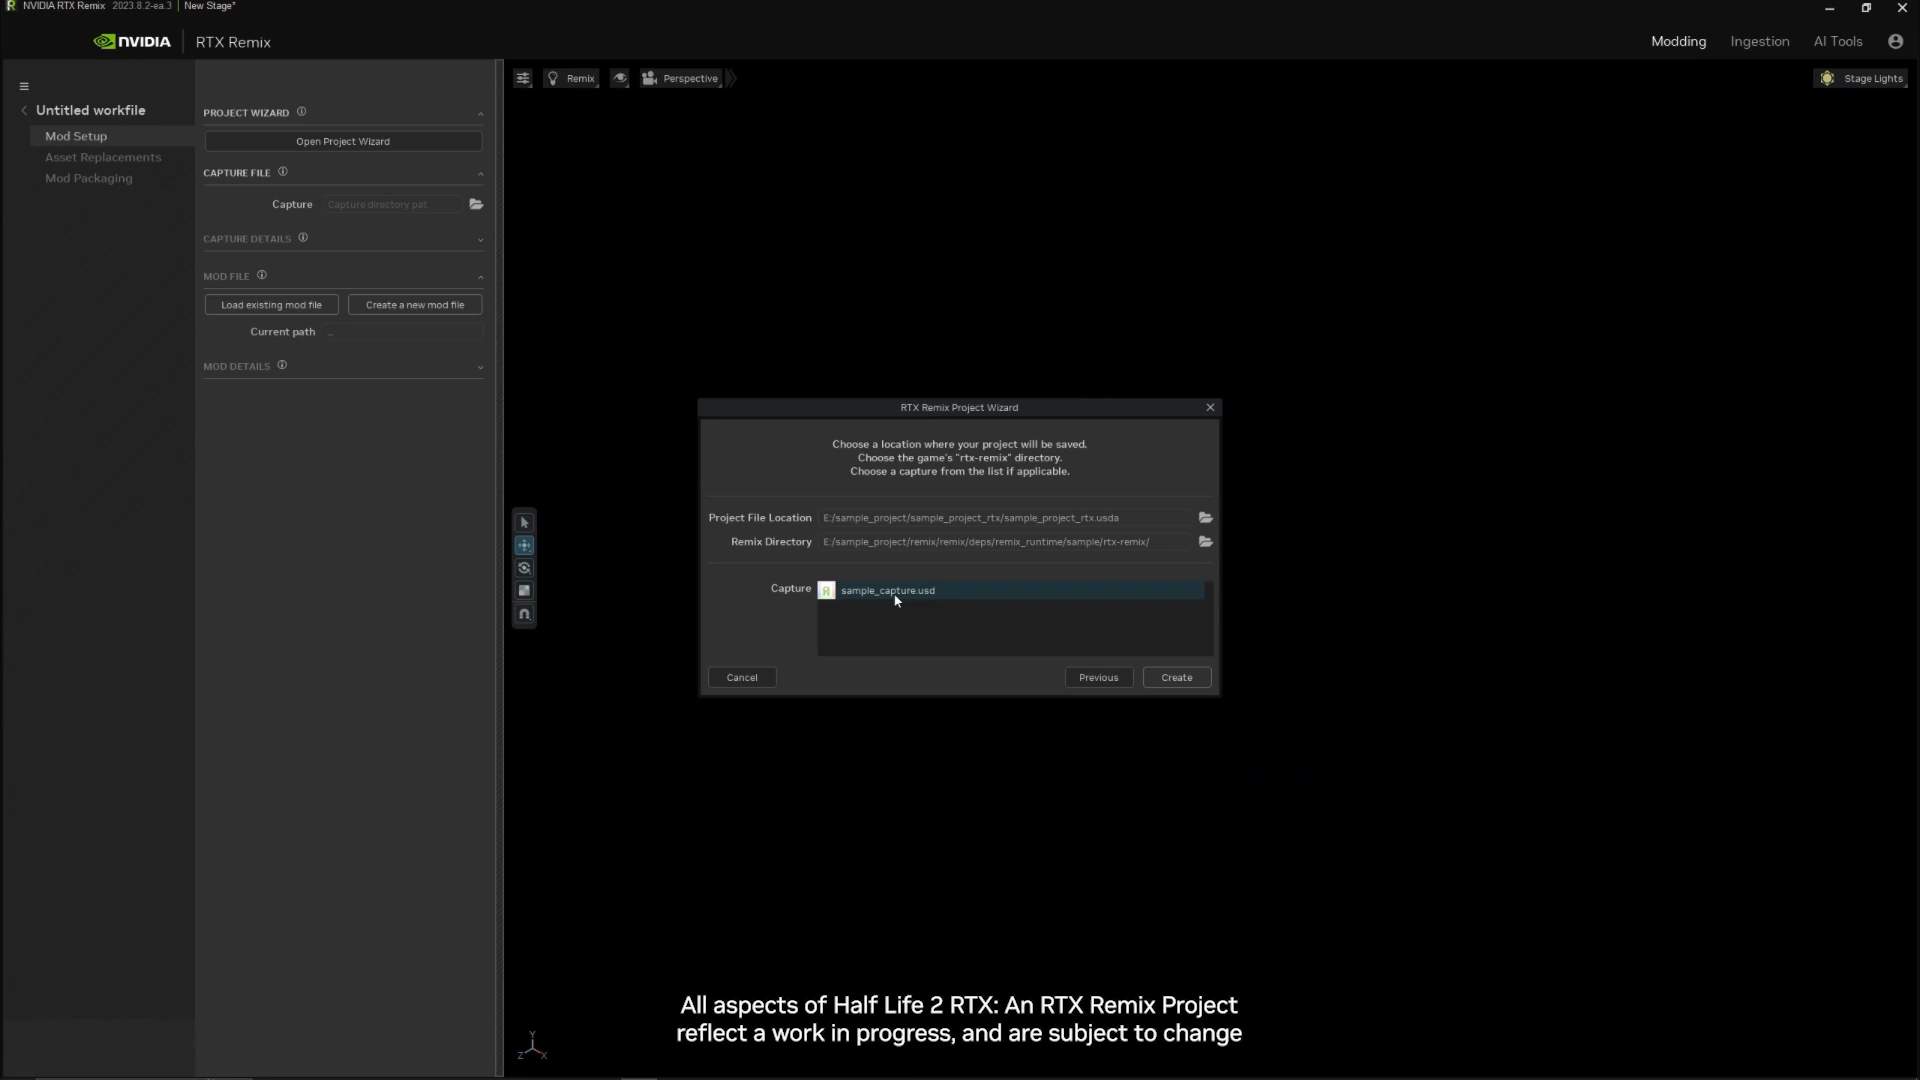 NVIDIA RTX Remix 2023.8.2-ea.3 | New Stage*
NVIDIA RTX Remix
Modding Ingestion AI Tools
Untitled workfile
Mod Setup
Asset Replacements
Mod Packaging
PROJECT WIZARD
Open Project Wizard
CAPTURE FILE
Capture Capture directory pat
CAPTURE DETAILS
MOD FILE
Load existing mod file Create a new mod file
Current path ...
MOD DETAILS
Remix Perspective Stage Lights
RTX Remix Project Wizard
Choose a location where your project will be saved.
Choose the game's "rtx-remix" directory.
Choose a capture from the list if applicable.
Project File Location E:/sample_project/sample_project_rtx/sample_project_rtx.usda
Remix Directory E:/sample_project/remix/remix/deps/remix_runtime/sample/rtx-remix/
Capture sample_capture.usd
Cancel Previous Create
Y
Z X
All aspects of Half Life 2 RTX: An RTX Remix Project
reflect a work in progress, and are subject to change